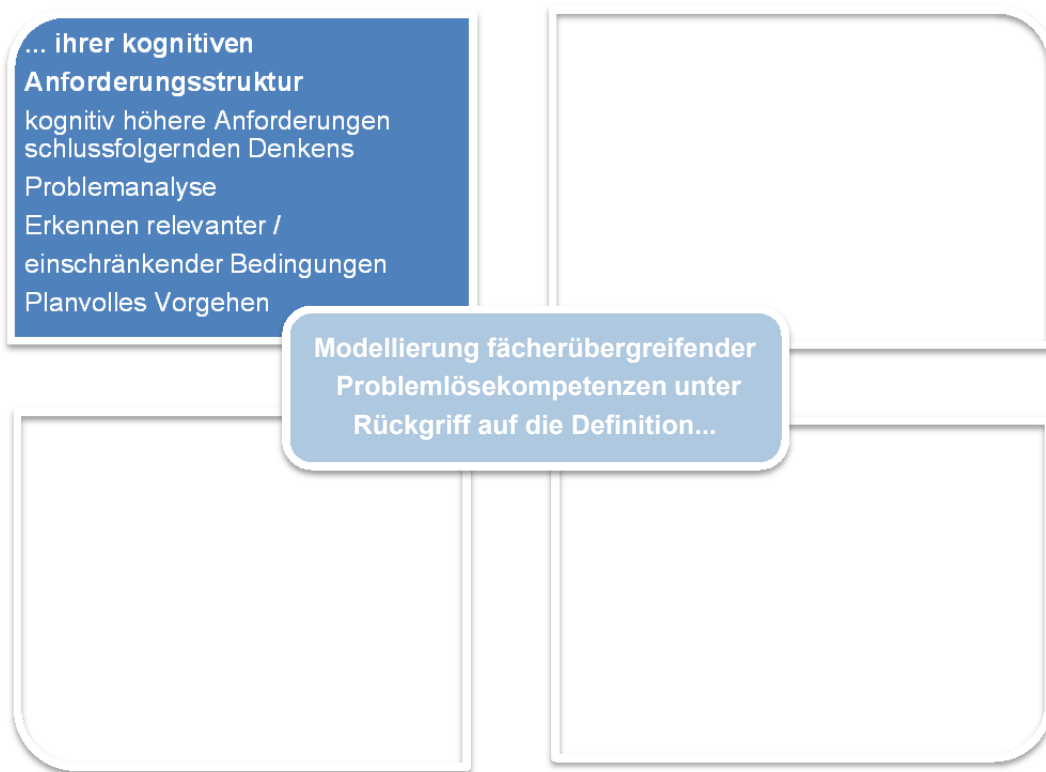 ... ihrer kognitiven
Anforderungsstruktur
kognitiv höhere Anforderungen
schlussfolgernden Denkens
Problemanalyse
Erkennen relevanter /
einschränkender Bedingungen
Planvolles Vorgehen
Modellierung fächerübergreifender
Problemlösekompetenzen unter
Rückgriff auf die Definition...